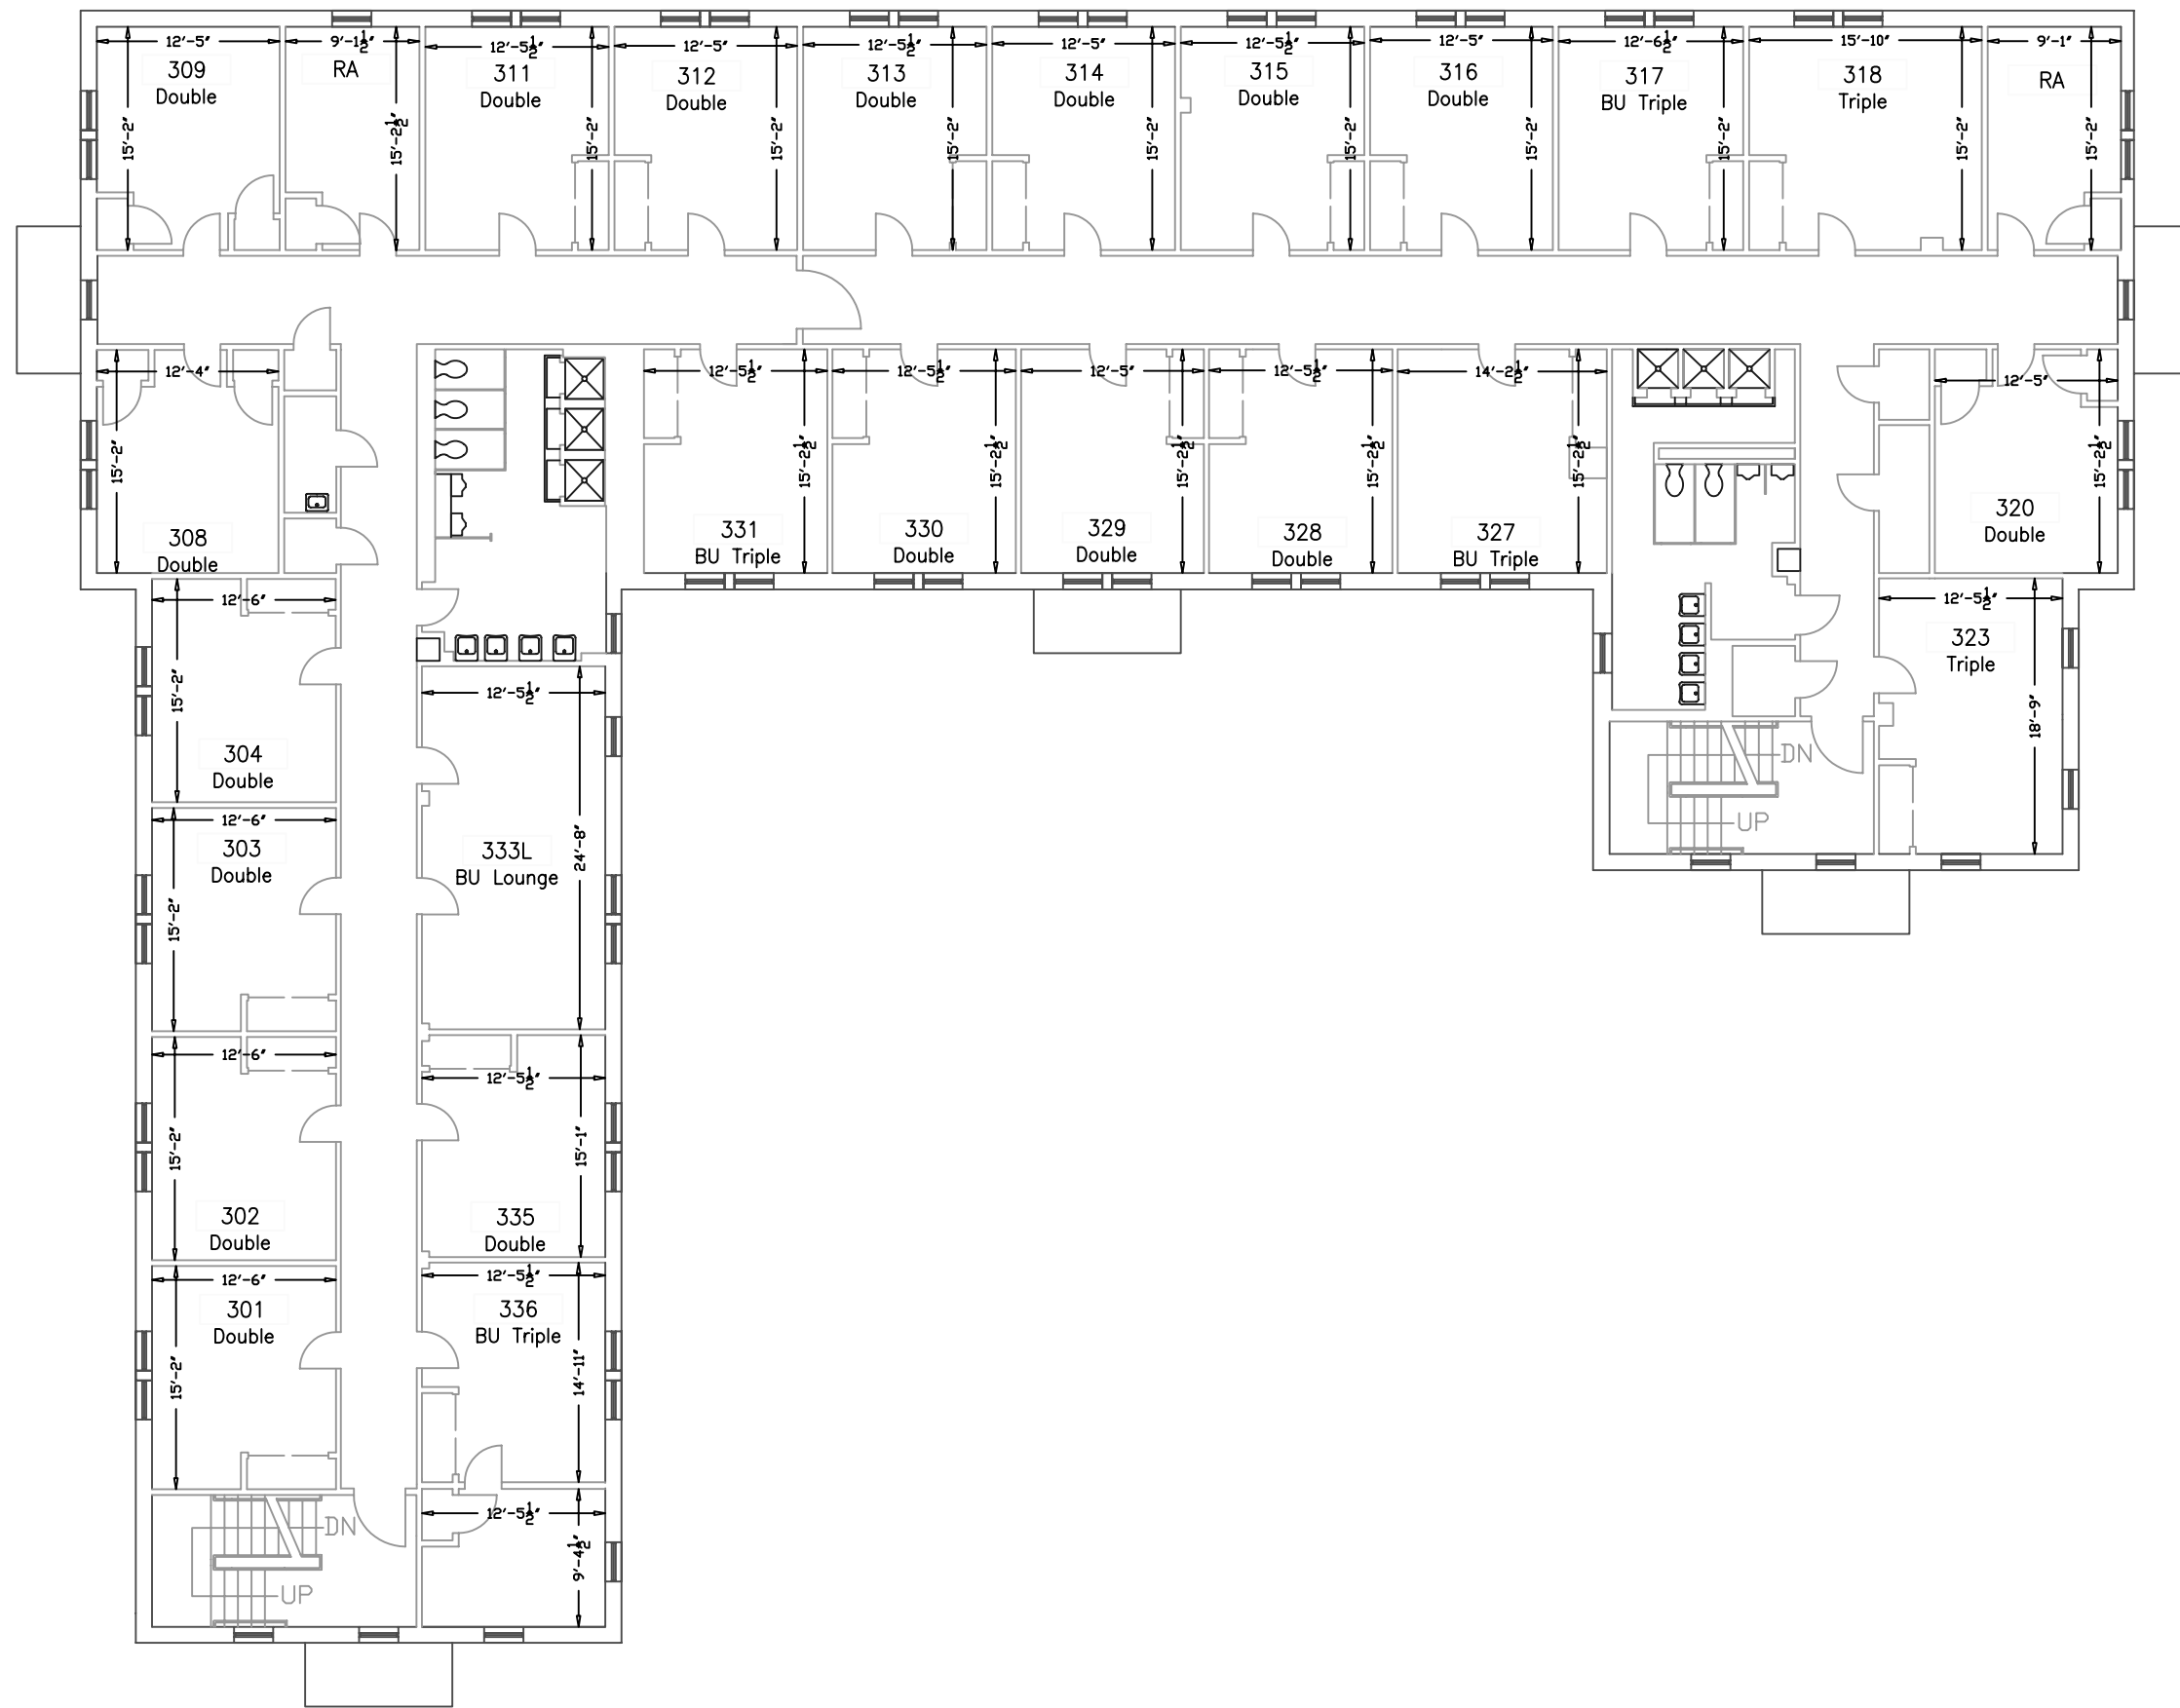 12'-5"
9'-1½"
12'-5½"
12'-5"
12'-5½"
12'-5"
12'-5½"
12'-5"
12'-6½"
15'-10"
9'-1"
309
Double
RA
311
Double
312
Double
313
Double
314
Double
315
Double
316
Double
317
BU Triple
318
Triple
RA
15'-2"
15'-2½"
15'-2"
15'-2"
15'-2"
15'-2"
15'-2"
15'-2"
15'-2"
15'-2"
15'-2"
12'-4"
12'-5½"
12'-5½"
12'-5"
12'-5½"
14'-2½"
12'-5"
15'-2"
15'-2½"
15'-2½"
15'-2½"
15'-2½"
15'-2½"
15'-2½"
308
Double
331
BU Triple
330
Double
329
Double
328
Double
327
BU Triple
320
Double
12'-6"
15'-2"
304
Double
12'-5½"
24'-8"
333L
BU Lounge
12'-5½"
323
Triple
18'-9"
DN
UP
12'-6"
303
Double
15'-2"
12'-6"
15'-2"
302
Double
12'-5½"
15'-1"
335
Double
12'-6"
301
Double
15'-2"
12'-5½"
336
BU Triple
14'-11"
DN
UP
12'-5½"
9'-4½"